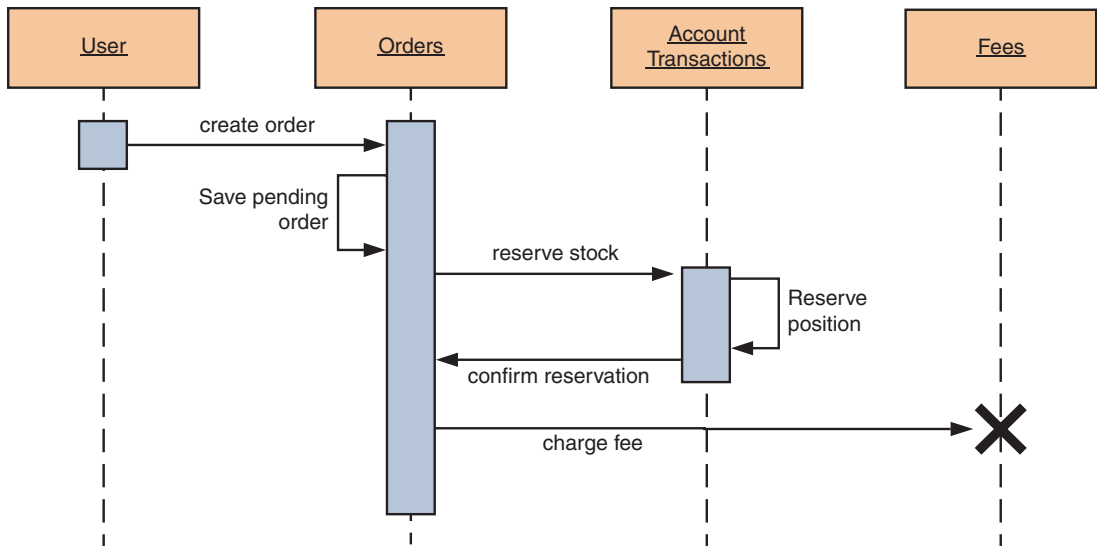 User
Orders
Account
Transactions
Fees
create order
Save pending
order
reserve stock
Reserve
position
confirm reservation
charge fee